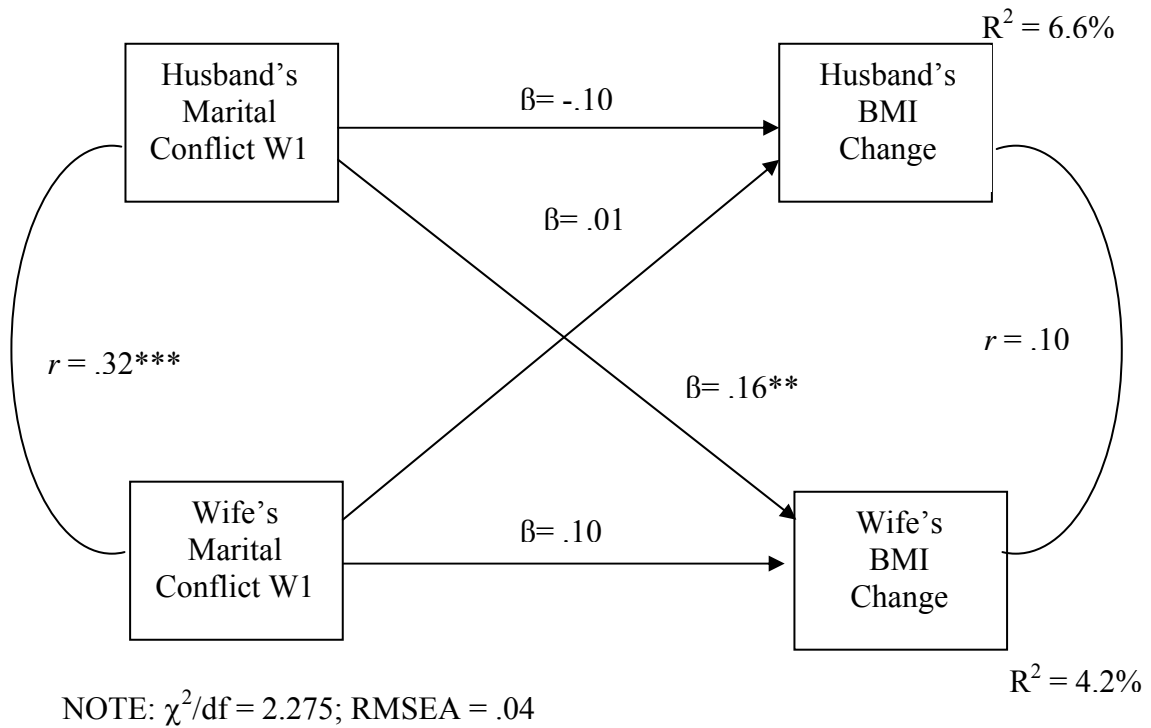 R² = 6.6%
Husband’s
Marital
Conflict W1
ß= -.10
Husband’s
BMI
Change
ß= .01
r = .32***
r = .10
ß= .16**
Wife’s
Marital
Conflict W1
ß= .10
Wife’s
BMI
Change
R² = 4.2%
NOTE: χ²/df = 2.275; RMSEA = .04